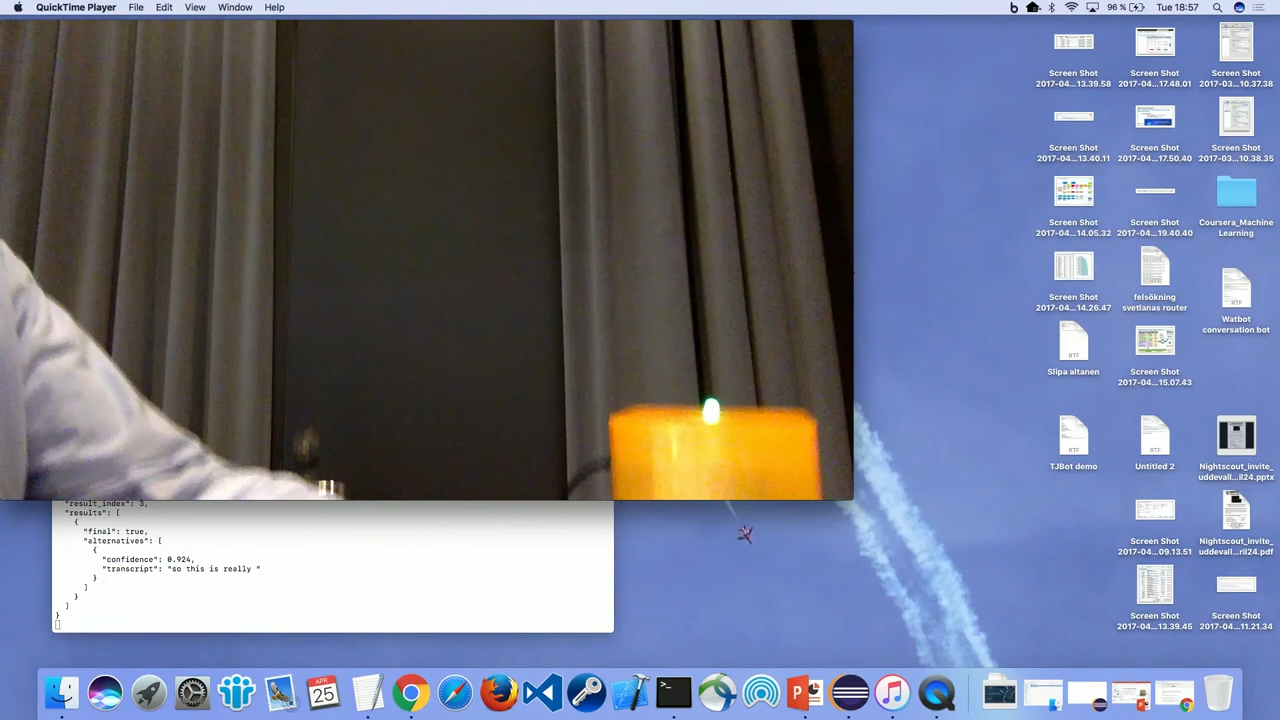 QuickTime Player File Edit View Window Help
96 % Tue 18:57
Screen Shot
2017-04...13.39.58
Screen Shot
2017-04...17.48.01
Screen Shot
2017-03...10.37.38
Screen Shot
2017-04...13.40.11
Screen Shot
2017-04...17.50.40
Screen Shot
2017-03...10.38.35
Screen Shot
2017-04...14.05.32
Screen Shot
2017-04...19.40.40
Coursera_Machine
Learning
Screen Shot
2017-04...14.26.47
felsökning
svetlanas router
RTF
Watbot
conversation bot
RTF
Slipa altanen
Screen Shot
2017-04...15.07.43
RTF
TJBot demo
RTF
Untitled 2
Nightscout_invite_
uddevall...il24.pptx
Screen Shot
2017-04...09.13.51
Nightscout_invite_
uddevall...ril24.pdf
Screen Shot
2017-04...13.39.45
Screen Shot
2017-04...11.21.34
"result_index": 3,
"results": [
{
"final": true,
"alternatives": [
{
"confidence": 0.924,
"transcript": "so this is really "
}
]
}
]
}
APR
25